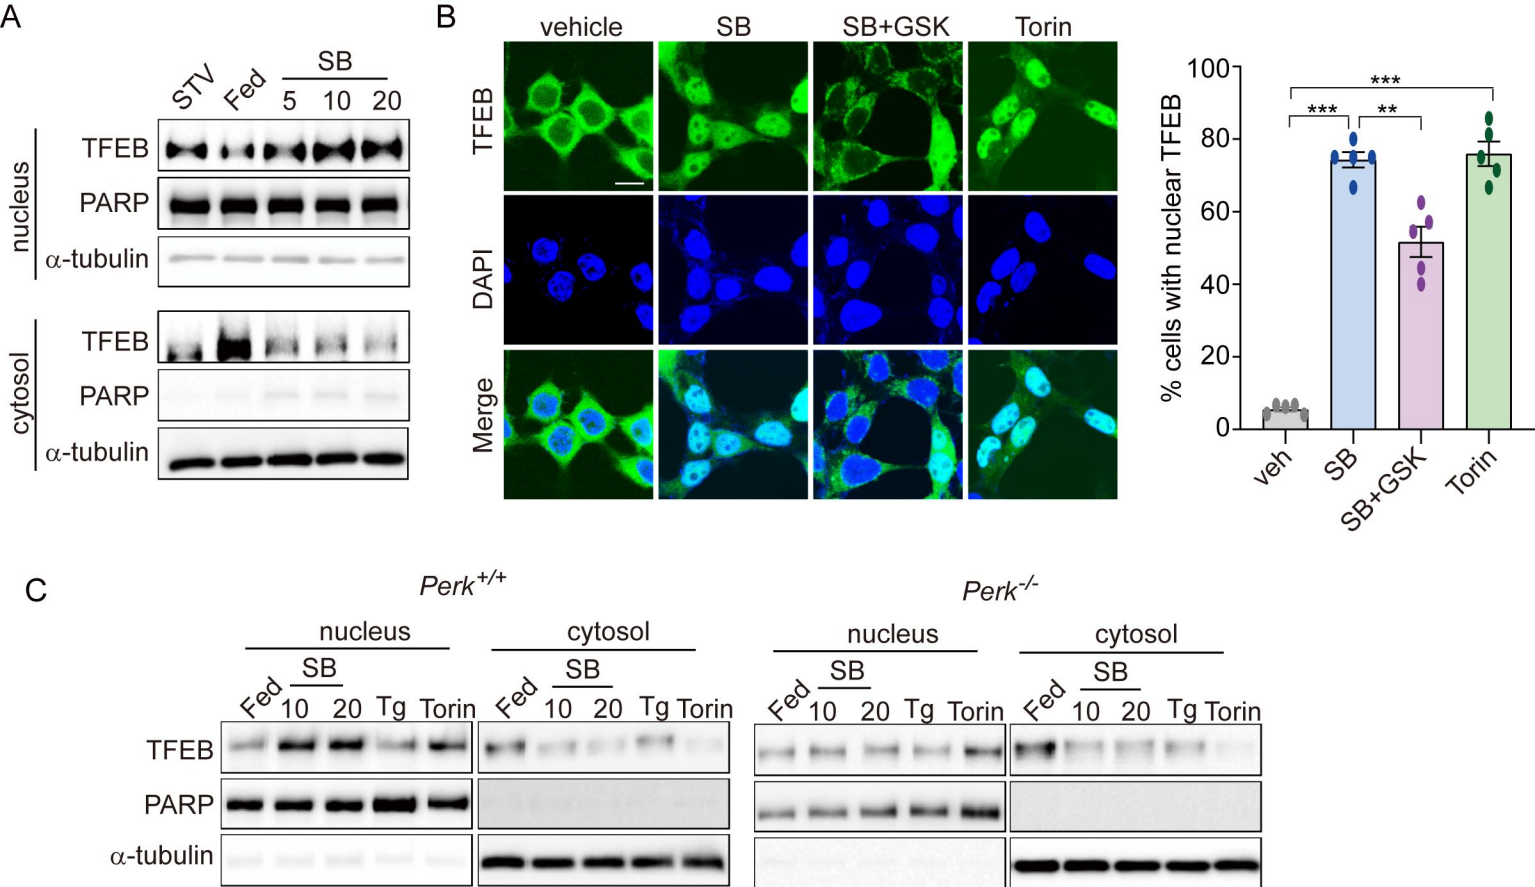 A
STV Fed SB
5 10 20
nucleus
TFEB
PARP
α-tubulin
cytosol
TFEB
PARP
α-tubulin
B
vehicle SB SB+GSK Torin
TFEB
DAPI
Merge
% cells with nuclear TFEB
100
80
60
40
20
0
***
*** **
veh SB SB+GSK Torin
C
Perk+/+ Perk-/-
nucleus cytosol nucleus cytosol
SB SB SB SB
Fed 10 20 Tg Torin Fed 10 20 Tg Torin Fed 10 20 Tg Torin Fed 10 20 Tg Torin
TFEB
PARP
α-tubulin